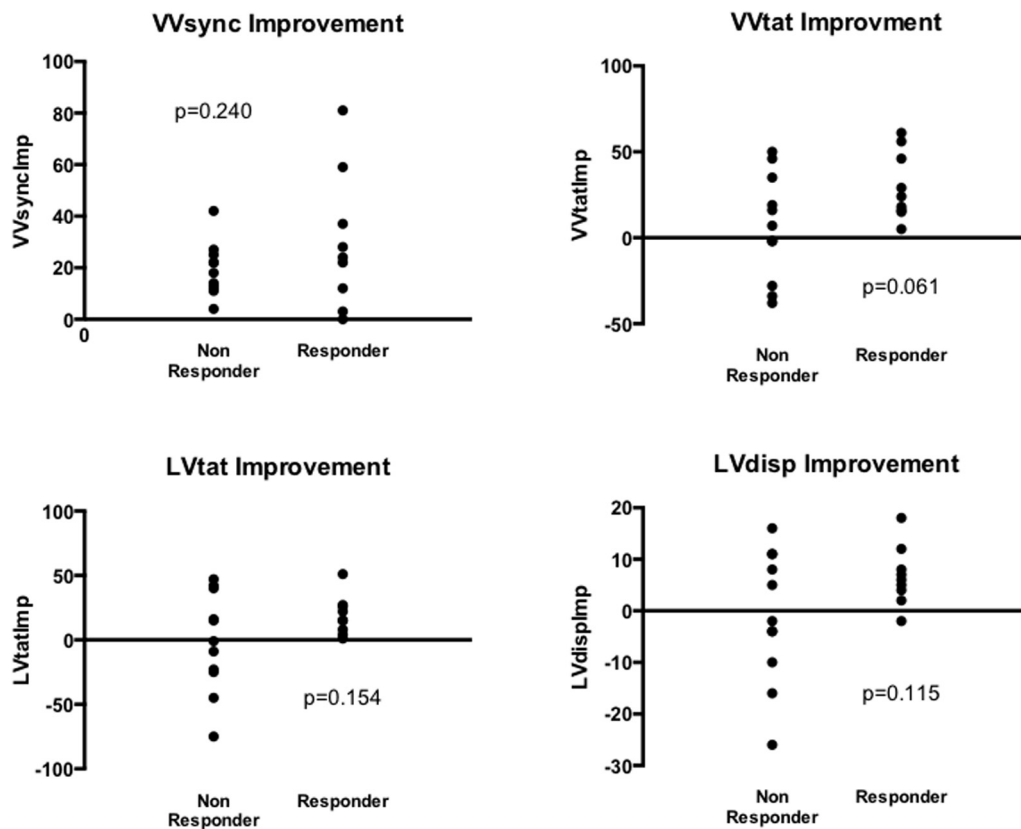 VVsync Improvement
100
80
60
40
20
0
0
VVsyncImp
p=0.240
Non
Responder
Responder
VVtat Improvment
100
50
0
-50
VVtatImp
p=0.061
Non
Responder
Responder
LVtat Improvement
100
50
0
-50
-100
LVtatImp
p=0.154
Non
Responder
Responder
LVdisp Improvement
20
10
0
-10
-20
-30
LVdispImp
p=0.115
Non
Responder
Responder